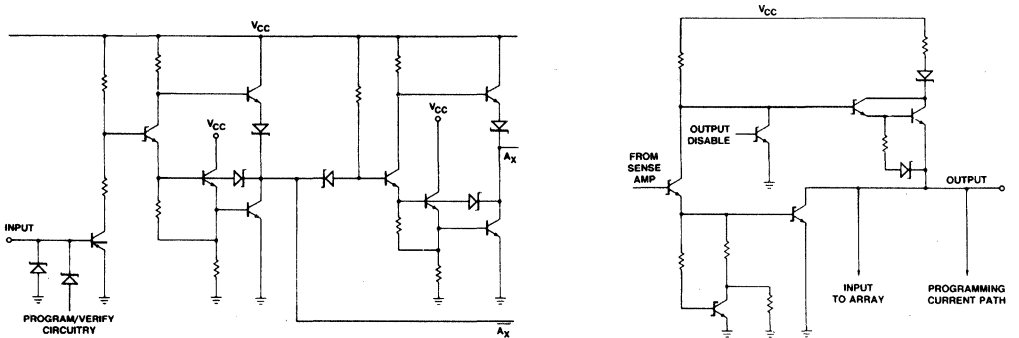 VCC
VCC
VCC
INPUT
PROGRAM/VERIFY
CIRCUITRY
AX
AX
VCC
OUTPUT
DISABLE
FROM
SENSE
AMP
OUTPUT
INPUT
TO ARRAY
PROGRAMMING
CURRENT PATH